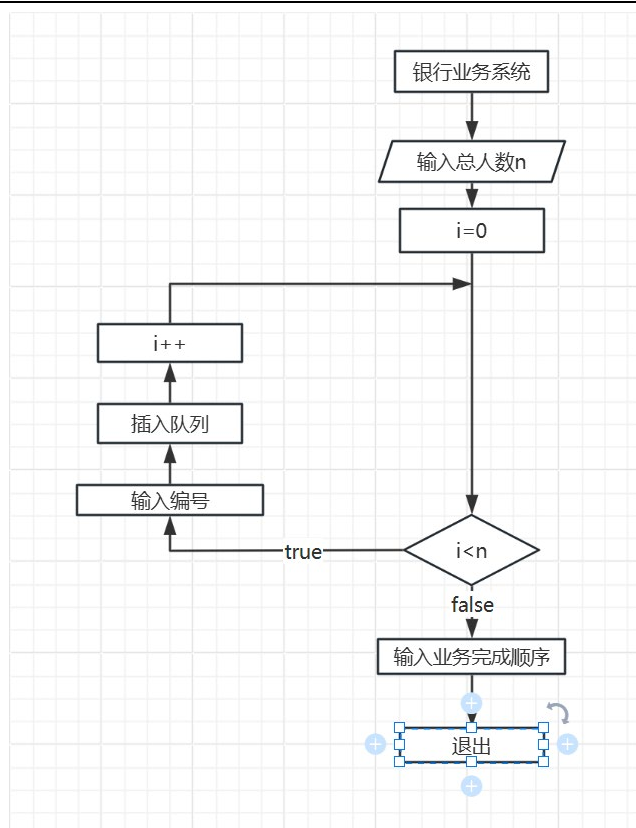 银行业务系统
输入总人数n
i=0
i++
插入队列
输入编号
true
i<n
false
输入业务完成顺序
退出